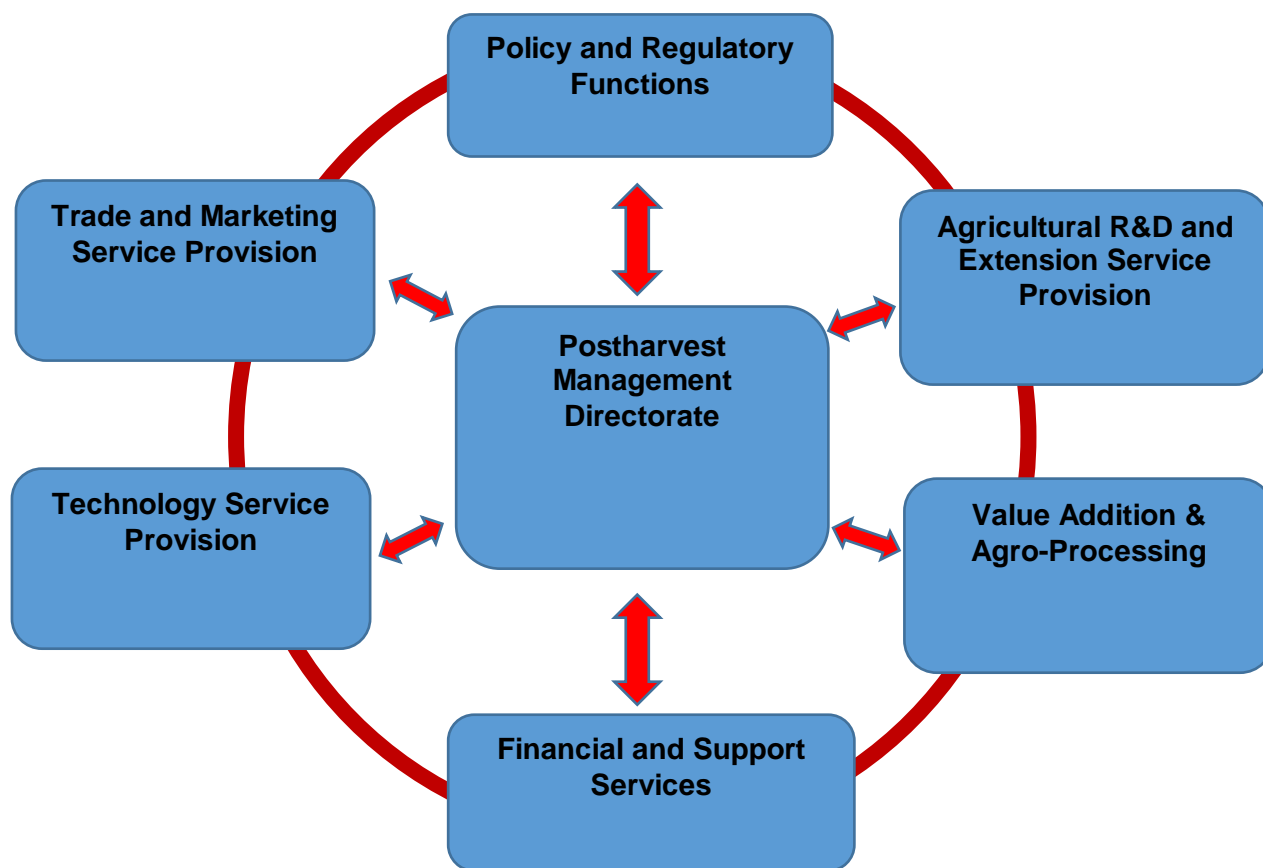 Policy and Regulatory
Functions
Trade and Marketing
Service Provision
Agricultural R&D and
Extension Service
Provision
Postharvest
Management
Directorate
Technology Service
Provision
Value Addition &
Agro-Processing
Financial and Support
Services